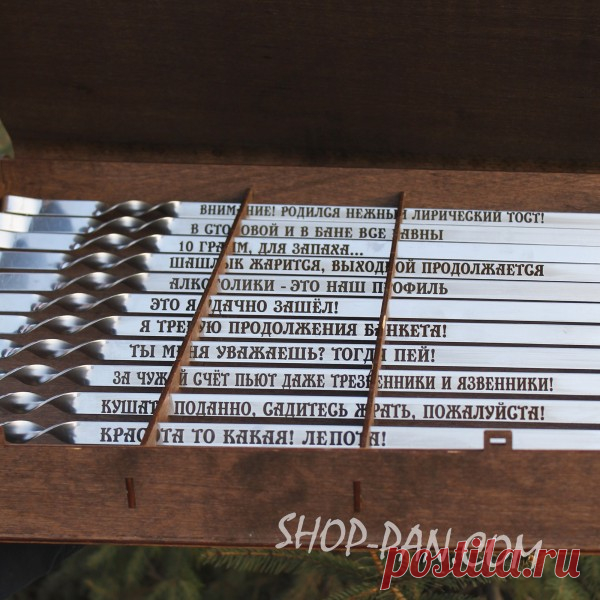 ВНИМАНИЕ! РОДИЛСЯ НЕЖНЫЙ ЛИРИЧЕСКИЙ ТОСТ!
В СТОЛОВОЙ И В БАНЕ ВСЕ РАВНЫ
10 ГРАММ, ДЛЯ ЗАПАХА...
ШАШЛЫК ЖАРИТСЯ, ВЫХОДНОЙ ПРОДОЛЖАЕТСЯ
АЛКОГОЛИКИ - ЭТО НАШ ПРОФИЛЬ
ЭТО Я УДАЧНО ЗАШЁЛ!
Я ТРЕБУЮ ПРОДОЛЖЕНИЯ БАНКЕТА!
ТЫ МЕНЯ УВАЖАЕШЬ? ТОГДА ПЕЙ!
ЗА ЧУЖОЙ СЧЁТ ПЬЮТ ДАЖЕ ТРЕЗВЕННИКИ И ЯЗВЕННИКИ!
КУШАТЬ ПОДАННО, САДИТЕСЬ ЖРАТЬ, ПОЖАЛУЙСТА!
КРАСОТА ТО КАКАЯ! ЛЕПОТА!
SHOP-PAN.COM
postila.ru